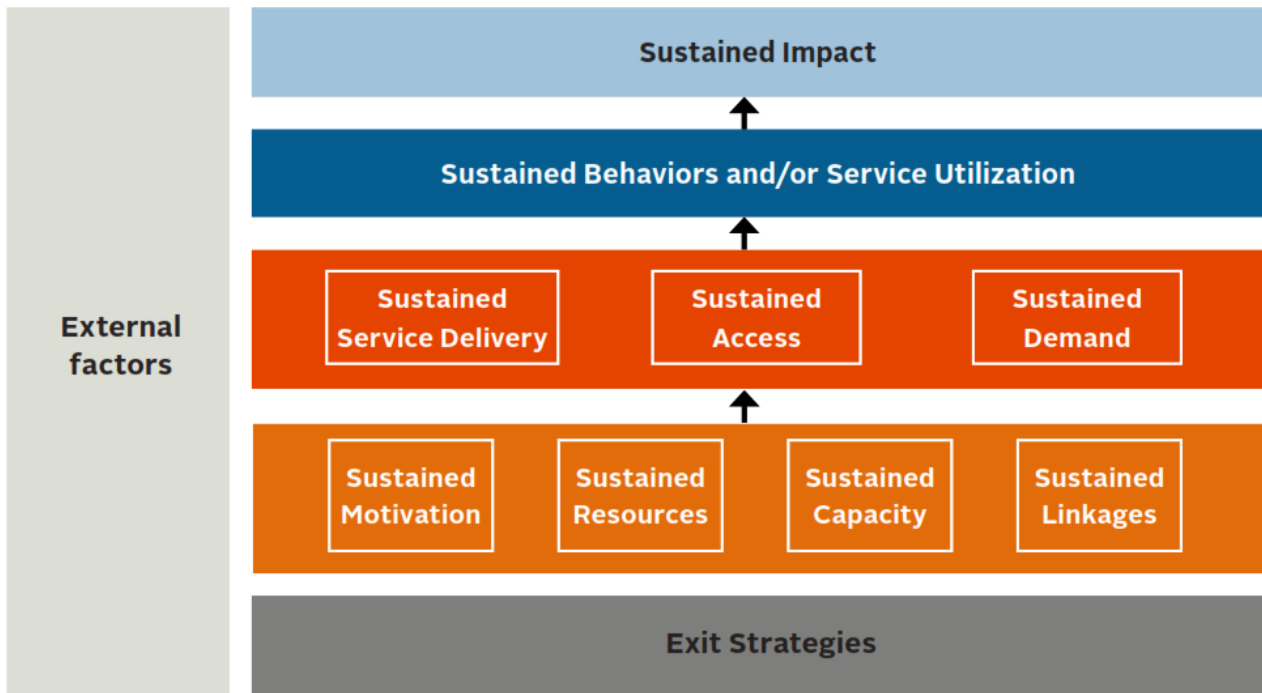 External
factors
Sustained Impact
Sustained Behaviors and/or Service Utilization
Sustained
Service Delivery
Sustained
Access
Sustained
Demand
Sustained
Motivation
Sustained
Resources
Sustained
Capacity
Sustained
Linkages
Exit Strategies